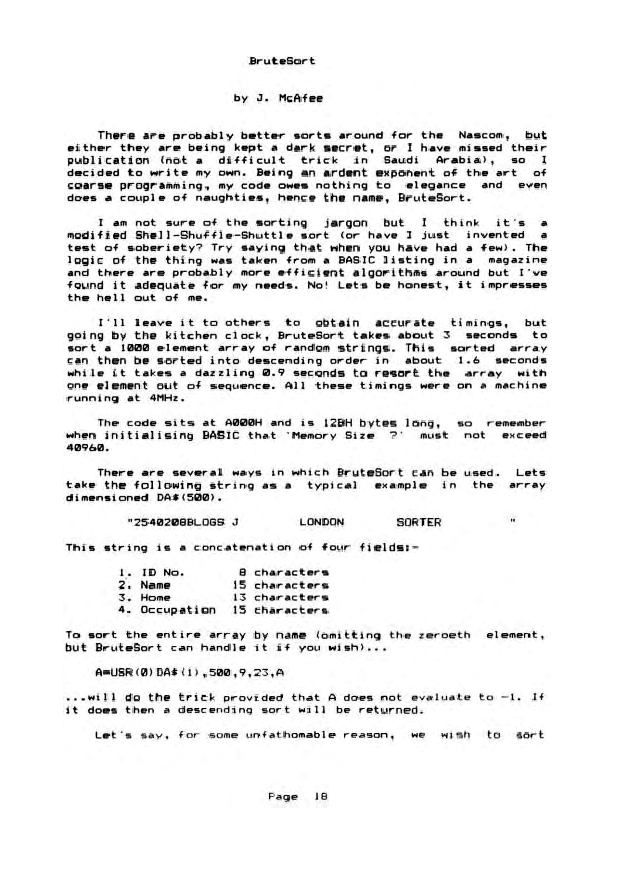 BruteSort
by J. McAfee
There are probably better sorts around for the Nascom, but
either they are being kept a dark secret, or I have missed their
publication (not a difficult trick in Saudi Arabia), so I
decided to write my own. Being an ardent exponent of the art of
coarse programming, my code owes nothing to elegance and even
does a couple of naughties, hence the name, BruteSort.
I am not sure of the sorting jargon but I think it's a
modified Shell-Shuffle-Shuttle sort (or have I just invented a
test of soberiety? Try saying that when you have had a few). The
logic of the thing was taken from a BASIC listing in a magazine
and there are probably more efficient algorithms around but I've
found it adequate for my needs. No! Lets be honest, it impresses
the hell out of me.
I'll leave it to others to obtain accurate timings, but
going by the kitchen clock, BruteSort takes about 3 seconds to
sort a 1000 element array of random strings. This sorted array
can then be sorted into descending order in about 1.6 seconds
while it takes a dazzling 0.9 seconds to resort the array with
one element out of sequence. All these timings were on a machine
running at 4MHz.
The code sits at A000H and is 12BH bytes long, so remember
when initialising BASIC that 'Memory Size ?' must not exceed
40960.
There are several ways in which BruteSort can be used. Lets
take the following string as a typical example in the array
dimensioned DA$(500).
"2540208BLOGS J LONDON SORTER "
This string is a concatenation of four fields:-
1. ID No. 8 characters
2. Name 15 characters
3. Home 13 characters
4. Occupation 15 characters
To sort the entire array by name (omitting the zeroeth element,
but BruteSort can handle it if you wish)...
A=USR(0)DA$(1),500,9,23,A
...will do the trick provided that A does not evaluate to -1. If
it does then a descending sort will be returned.
Let's say, for some unfathomable reason, we wish to sort
Page 18